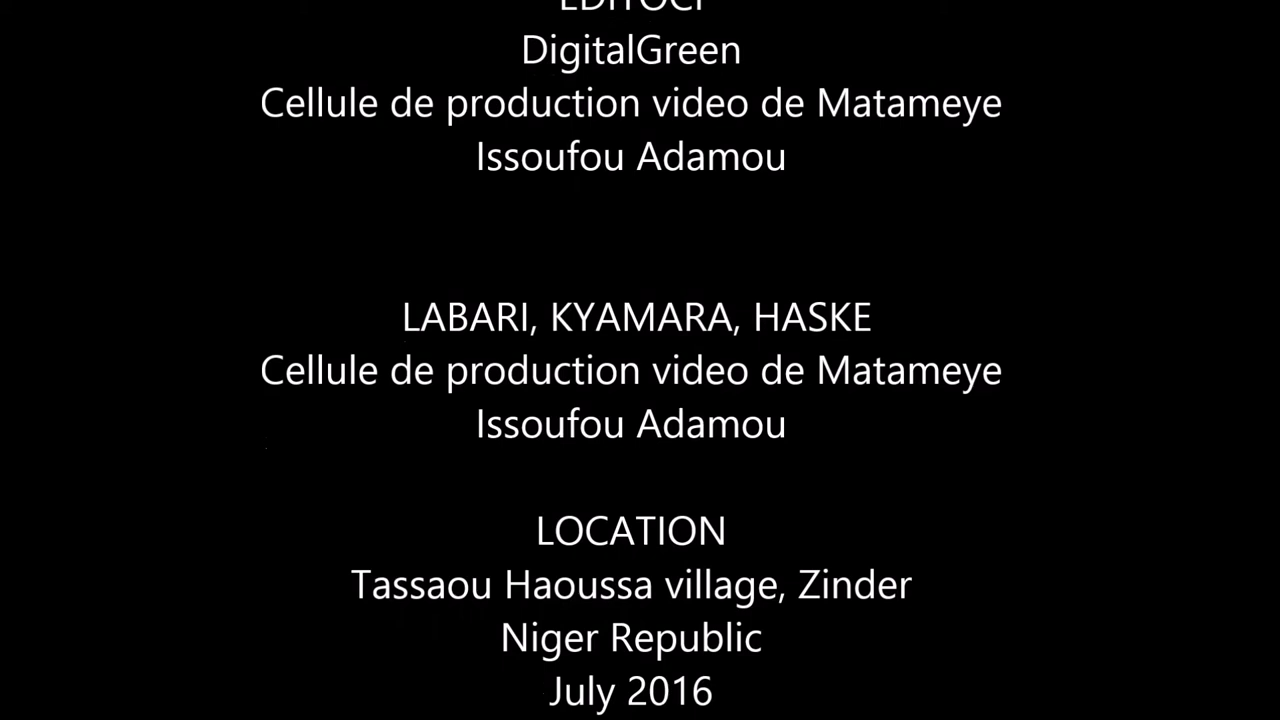 DigitalGreen
Cellule de production video de Matameye
Issoufou Adamou
LABARI, KYAMARA, HASKE
Cellule de production video de Matameye
Issoufou Adamou
LOCATION
Tassaou Haoussa village, Zinder
Niger Republic
July 2016